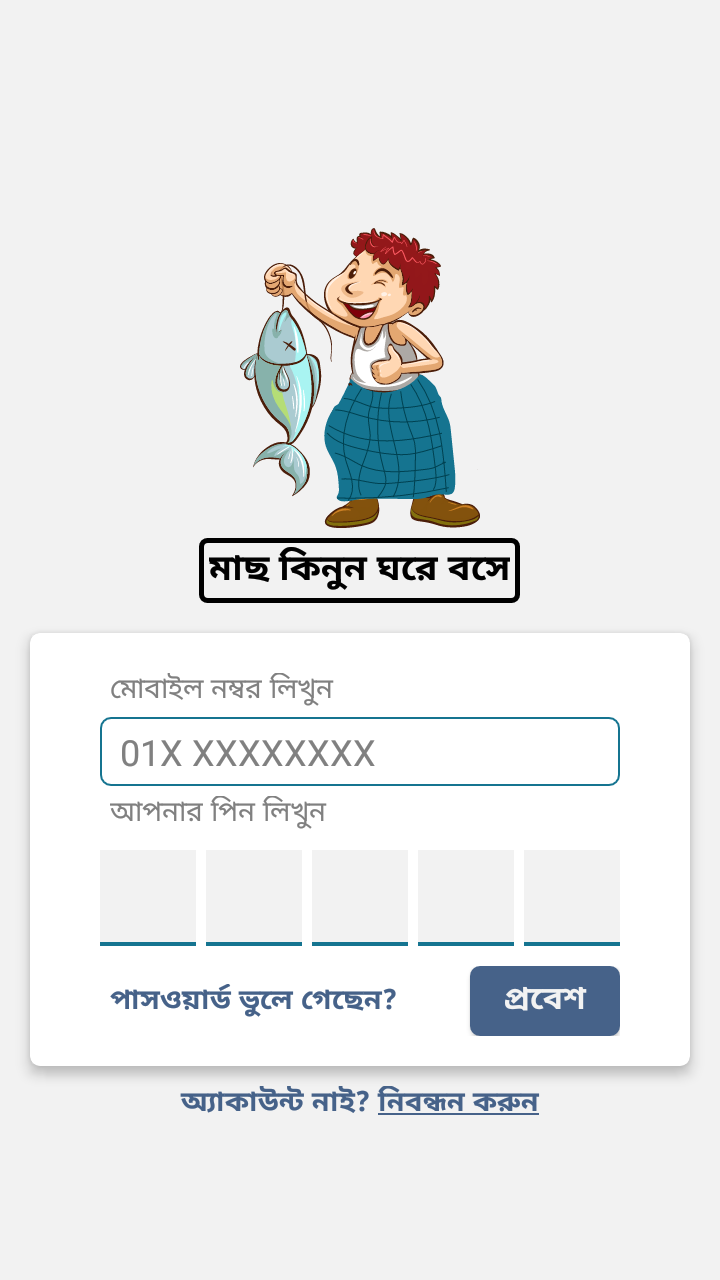 মাছ কিনুন ঘরে বসে
মোবাইল নম্বর লিখুন
01X XXXXXXXX
আপনার পিন লিখুন
পাসওয়ার্ড ভুলে গেছেন?
প্রবেশ
অ্যাকাউন্ট নাই? নিবন্ধন করুন